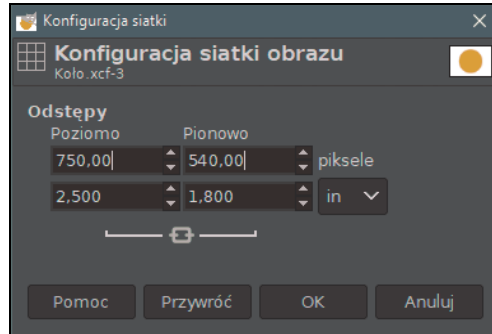 Konfiguracja siatki
Konfiguracja siatki obrazu
Koło.xcf-3
Odstępy
Poziomo Pionowo
750,00 540,00 piksele
2,500 1,800 in
Pomoc Przywróć OK Anuluj